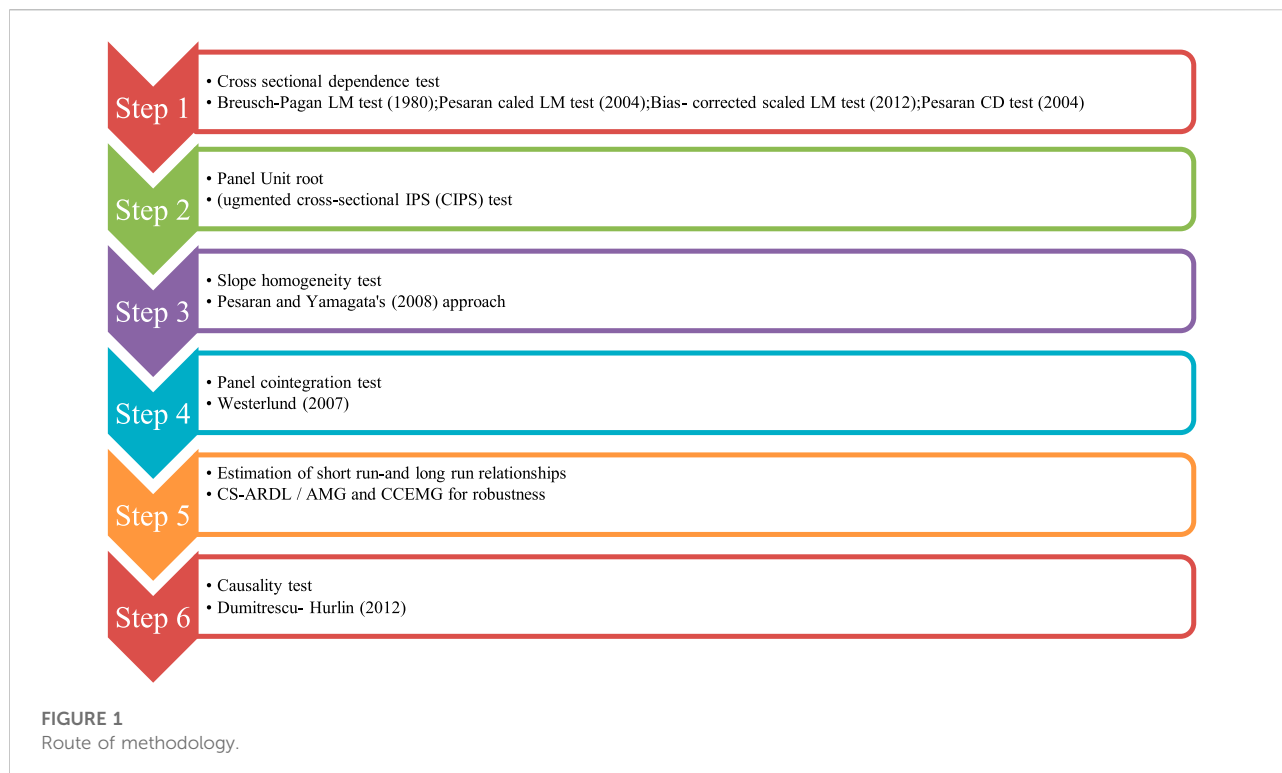 Step 1
• Cross sectional dependence test
• Breusch-Pagan LM test (1980);Pesaran caled LM test (2004);Bias- corrected scaled LM test (2012);Pesaran CD test (2004)
Step 2
• Panel Unit root
• (ugmented cross-sectional IPS (CIPS) test
Step 3
• Slope homogeneity test
• Pesaran and Yamagata's (2008) approach
Step 4
• Panel cointegration test
• Westerlund (2007)
Step 5
• Estimation of short run-and long run relationships
• CS-ARDL / AMG and CCEMG for robustness
Step 6
• Causality test
• Dumitrescu- Hurlin (2012)
FIGURE 1
Route of methodology.